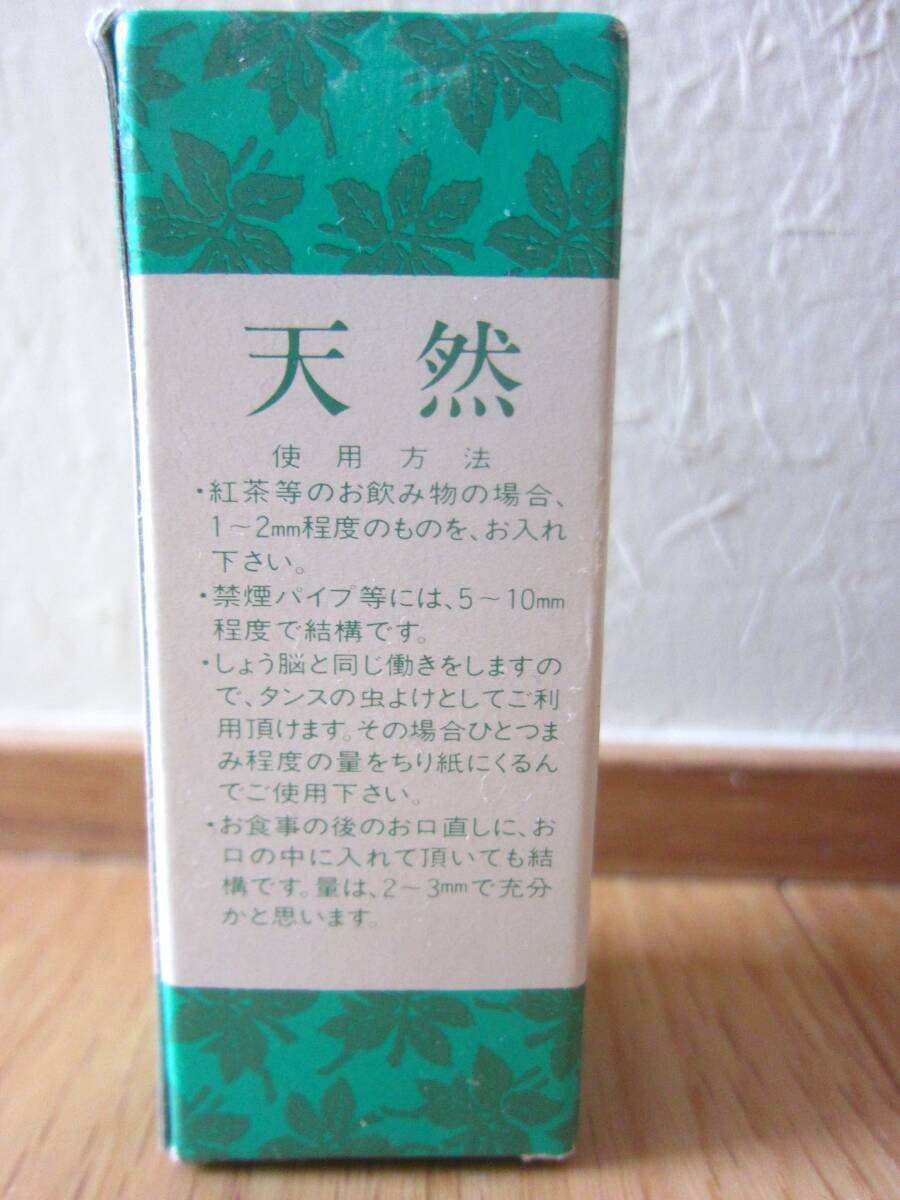 天然
使用方法
・紅茶等のお飲み物の場合、
1～2mm程度のものを、お入れ
下さい。
・禁煙パイプ等には、5～10mm
程度で結構です。
・しょう脳と同じ働きをしますの
で、タンスの虫よけとしてご利
用頂けます。その場合ひとつま
み程度の量をちり紙にくるん
でご使用下さい。
・お食事の後のお口直しに、お
口の中に入れて頂いても結
構です。量は、2～3mmで充分
かと思います。